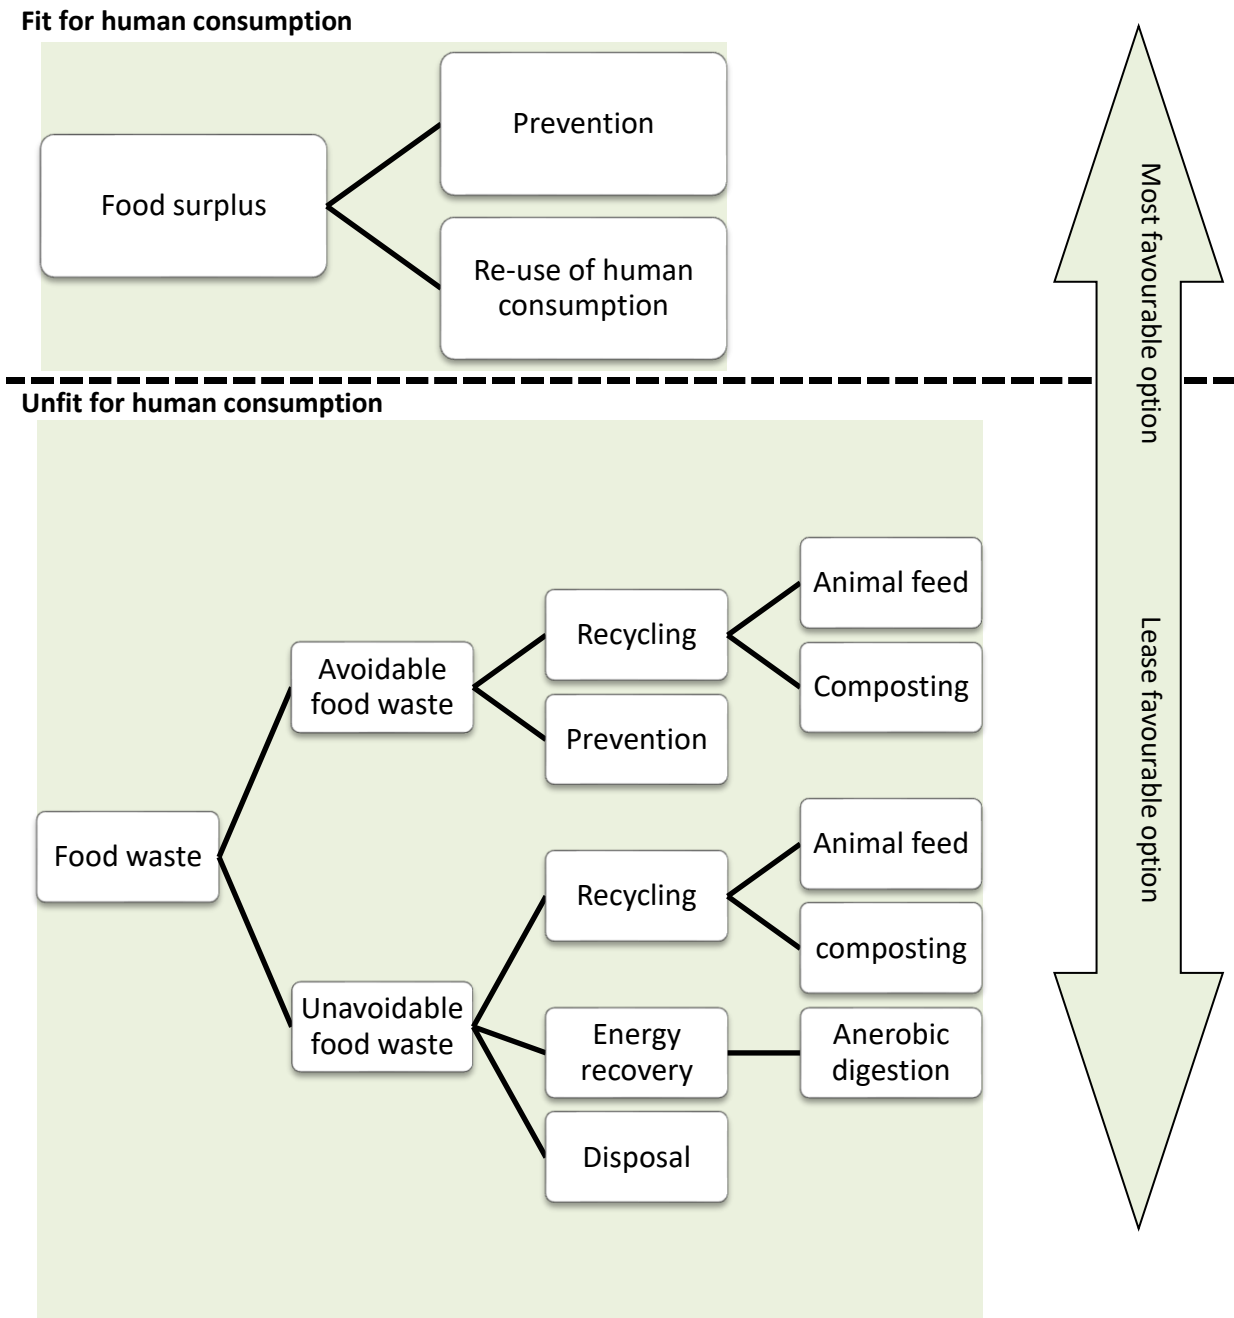 Fit for human consumption
Prevention
Food surplus
Re-use of human
consumption
Most favourable option
Unfit for human consumption
Lease favourable option
Animal feed
Recycling
Avoidable
food waste
Composting
Prevention
Food waste
Animal feed
Recycling
composting
Unavoidable
food waste
Energy
recovery
Anerobic
digestion
Disposal